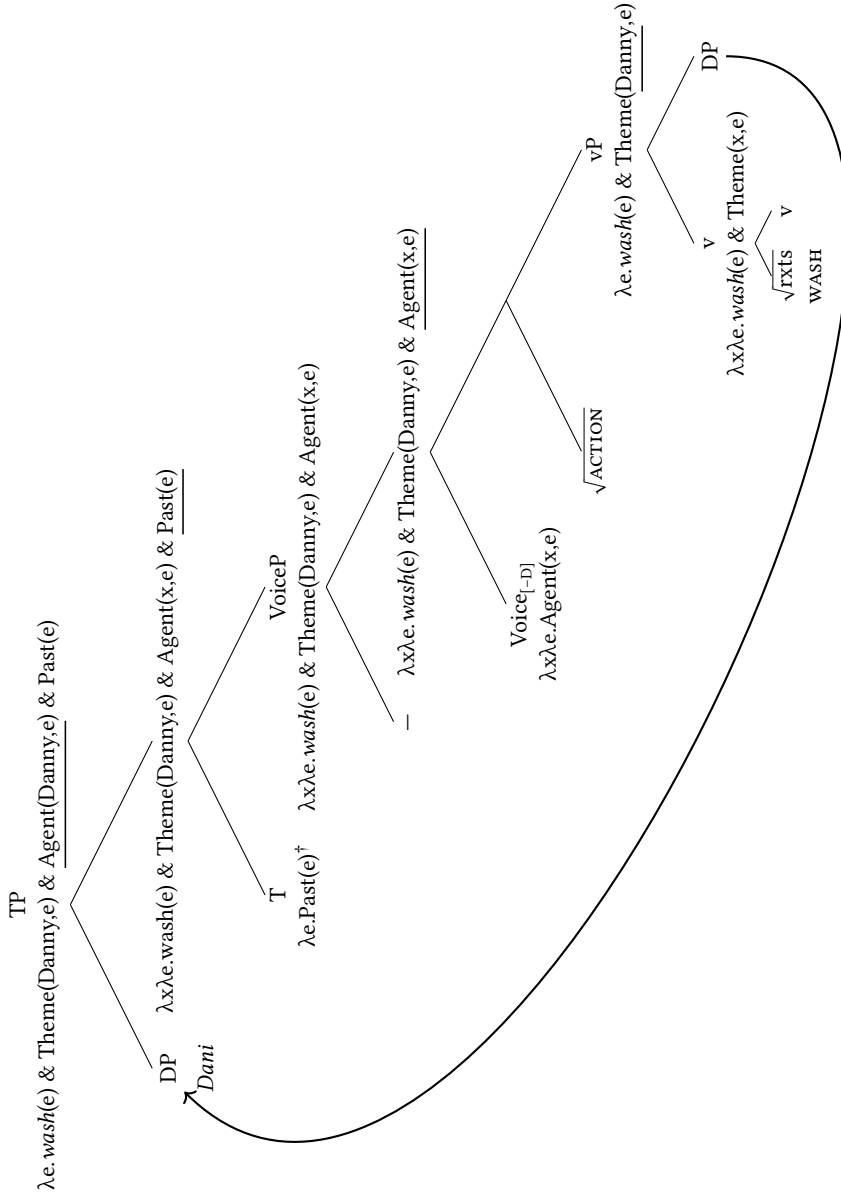 TP
λe.wash(e) & Theme(Danny,e) & Agent(Danny,e) & Past(e)
DP
Dani
λxλe.wash(e) & Theme(Danny,e) & Agent(x,e) & Past(e)
T
λe.Past(e)†
VoiceP
λxλe.wash(e) & Theme(Danny,e) & Agent(x,e)
–
λxλe.wash(e) & Theme(Danny,e) & Agent(x,e)
Voice[−D]
λxλe.Agent(x,e)
√ACTION
vP
λe.wash(e) & Theme(Danny,e)
v
λxλe.wash(e) & Theme(x,e)
DP
√rxts
WASH
v